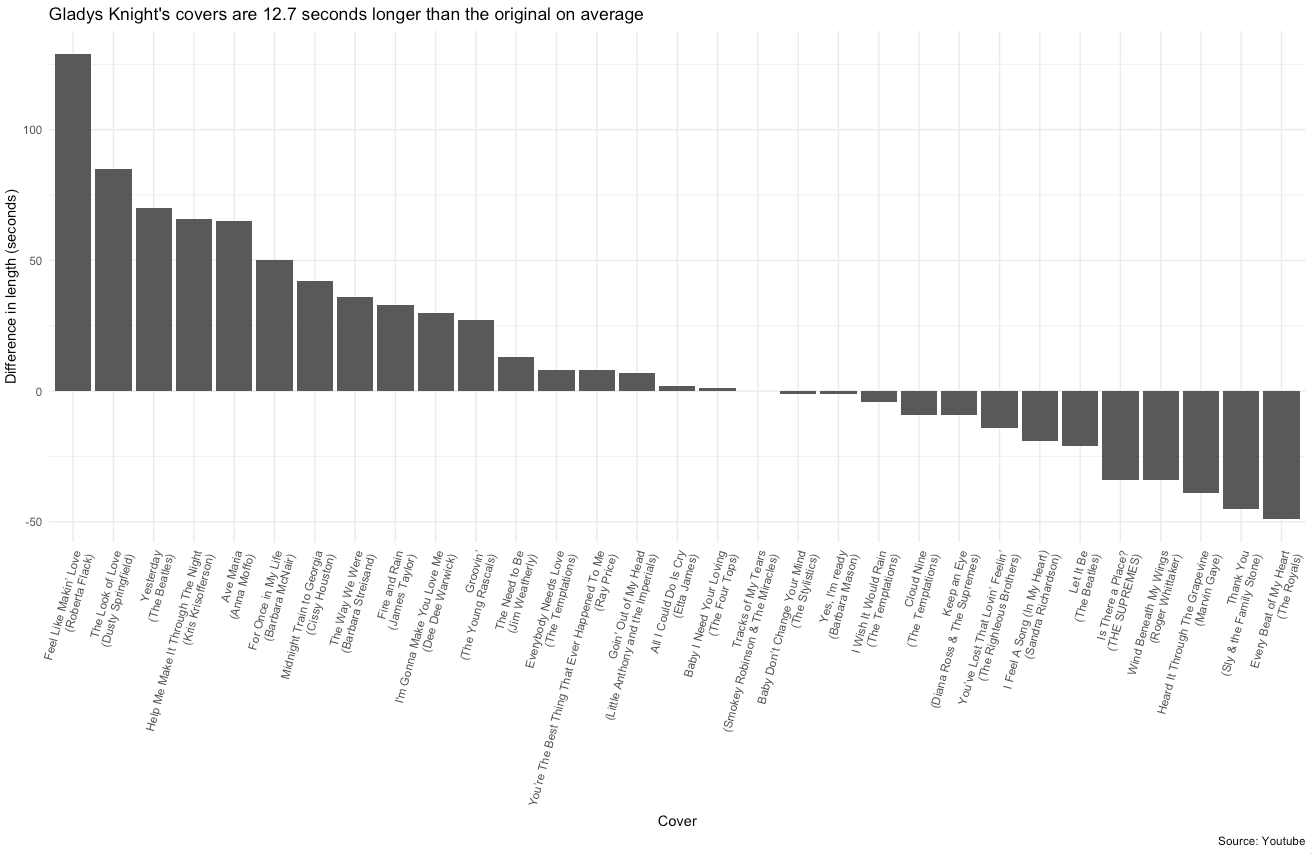 Gladys Knight's covers are 12.7 seconds longer than the original on average
Difference in length (seconds)
100
50
0
-50
Feel Like Makin' Love
(Roberta Flack)
The Look of Love
(Dusty Springfield)
Yesterday
(The Beatles)
Help Me Make It Through The Night
(Kris Krisofferson)
Ave Maria
(Anna Moffo)
For Once in My Life
(Barbara McNair)
Midnight Train to Georgia
(Cissy Houston)
The Way We Were
(Barbara Streisand)
Fire and Rain
(James Taylor)
I'm Gonna Make You Love Me
(Dee Dee Warwick)
Groovin'
(The Young Rascals)
The Need to Be
(Jim Weatherly)
Everybody Needs Love
(The Temptations)
You're The Best Thing That Ever Happened To Me
(Ray Price)
Goin' Out of My Head
(Little Anthony and the Imperials)
All I Could Do Is Cry
(Etta James)
Baby I Need Your Loving
(The Four Tops)
Tracks of My Tears
(Smokey Robinson & The Miracles)
Baby Don't Change Your Mind
(The Stylistics)
Yes, I'm ready
(Barbara Mason)
I Wish It Would Rain
(The Temptations)
Cloud Nine
(The Temptations)
Keep an Eye
(Diana Ross & The Supremes)
You've Lost That Lovin' Feelin'
(The Righteous Brothers)
I Feel A Song (In My Heart)
(Sandra Richardson)
Let It Be
(The Beatles)
Is There a Place?
(THE SUPREMES)
Wind Beneath My Wings
(Roger Whittaker)
Heard It Through The Grapevine
(Marvin Gaye)
Thank You
(Sly & the Family Stone)
Every Beat of My Heart
(The Royals)
Cover
Source: Youtube